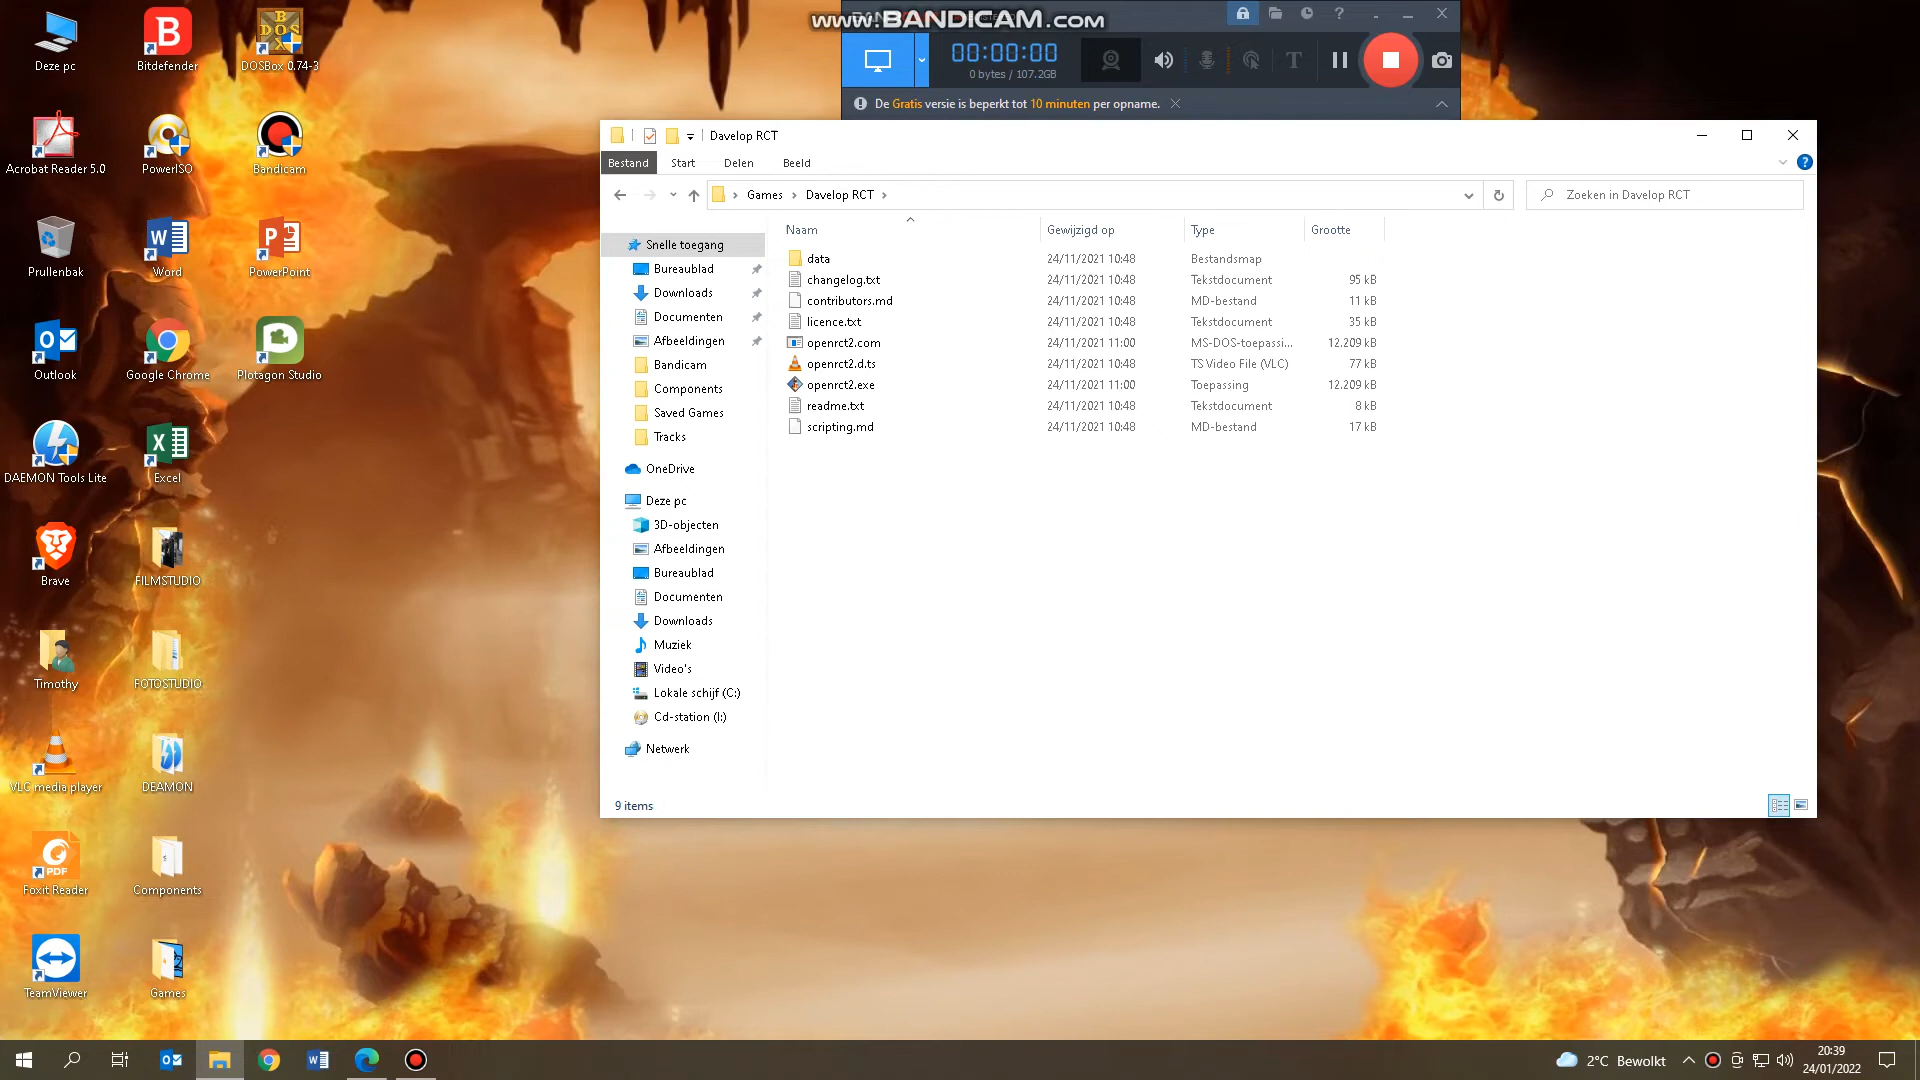 www.BANDICAM.com
00:00:00
0 bytes / 107.2GB
De Gratis versie is beperkt tot 10 minuten per opname.
Davelop RCT
Bestand
Start
Delen
Beeld
Games
Davelop RCT
Zoeken in Davelop RCT
Naam
Gewijzigd op
Type
Grootte
data 24/11/2021 10:48 Bestandsmap
changelog.txt 24/11/2021 10:48 Tekstdocument 95 kB
contributors.md 24/11/2021 10:48 MD-bestand 11 kB
licence.txt 24/11/2021 10:48 Tekstdocument 35 kB
openrct2.com 24/11/2021 11:00 MS-DOS-toepassi... 12.209 kB
openrct2.d.ts 24/11/2021 10:48 TS Video File (VLC) 77 kB
openrct2.exe 24/11/2021 11:00 Toepassing 12.209 kB
readme.txt 24/11/2021 10:48 Tekstdocument 8 kB
scripting.md 24/11/2021 10:48 MD-bestand 17 kB
Snelle toegang
Bureaublad
Downloads
Documenten
Afbeeldingen
Bandicam
Components
Saved Games
Tracks
OneDrive
Deze pc
3D-objecten
Afbeeldingen
Bureaublad
Documenten
Downloads
Muziek
Video's
Lokale schijf (C:)
Cd-station (I:)
Netwerk
9 items
Deze pc
Bitdefender
DOSBox 0.74-3
Acrobat Reader 5.0
PowerISO
Bandicam
Prullenbak
Word
PowerPoint
Outlook
Google Chrome
Plotagon Studio
DAEMON Tools Lite
Excel
Brave
FILMSTUDIO
Timothy
FOTOSTUDIO
VLC media player
DEAMON
PDF
Foxit Reader
Components
TeamViewer
Games
2°C Bewolkt
20:39
24/01/2022